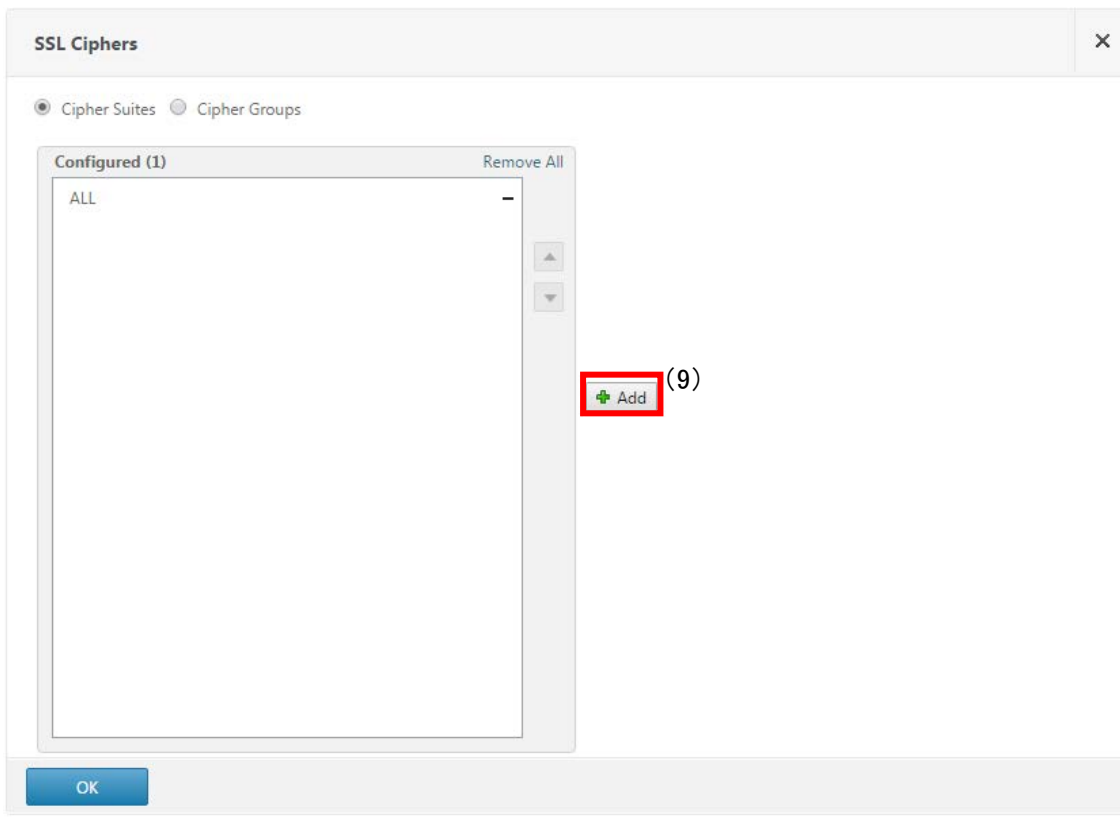 SSL Ciphers
Cipher Suites Cipher Groups
Configured (1) Remove All
ALL
(9)
Add
OK